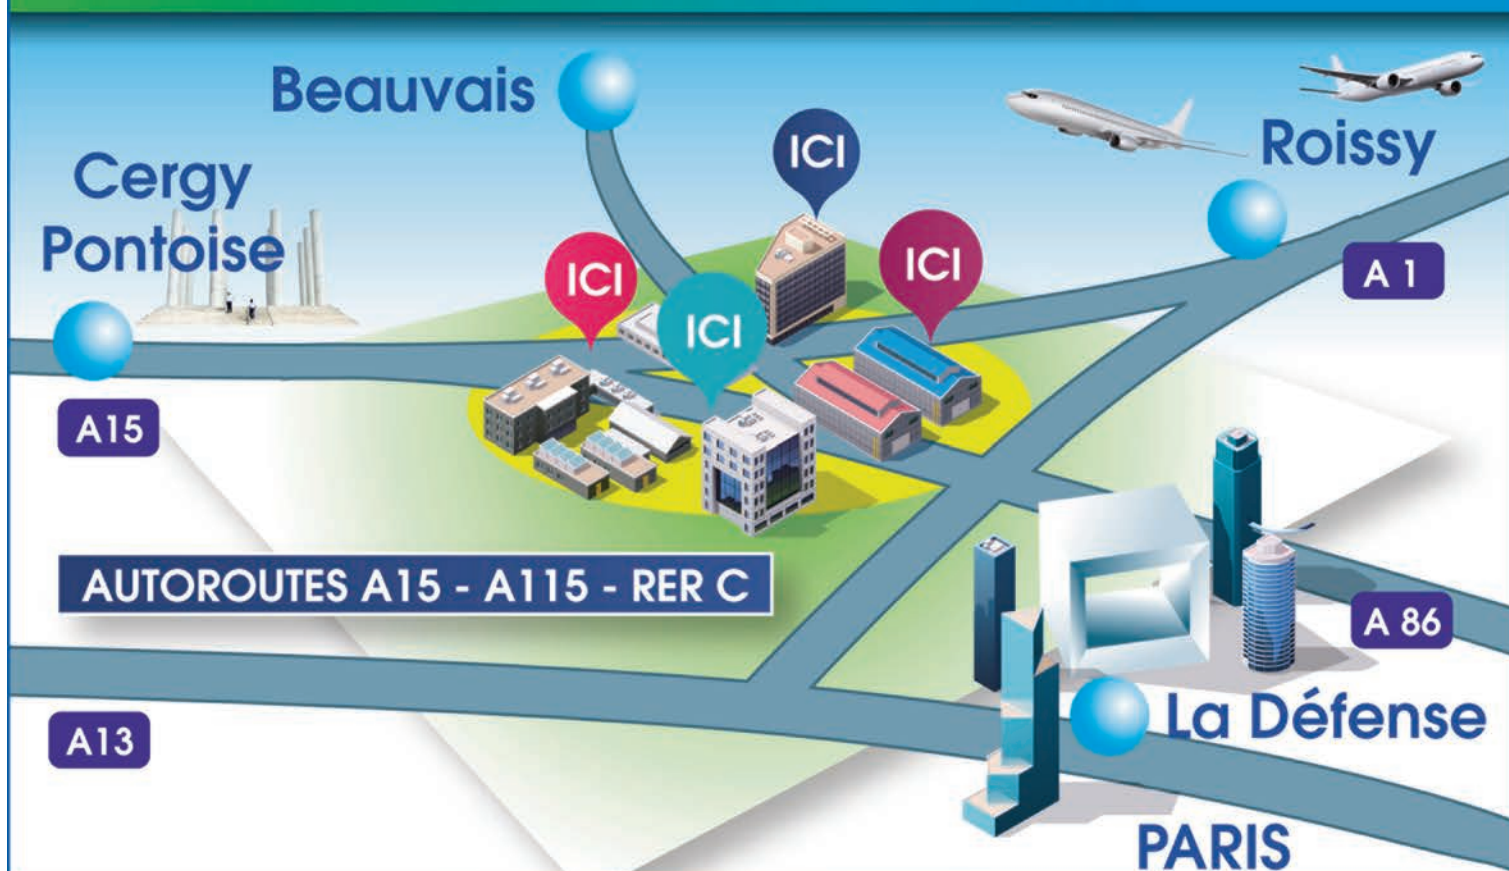 Beauvais
ICI
Roissy
Cergy
Pontoise
ICI
ICI
ICI
A 1
A15
AUTOROUTES A15 - A115 - RER C
A 86
La Défense
A13
PARIS